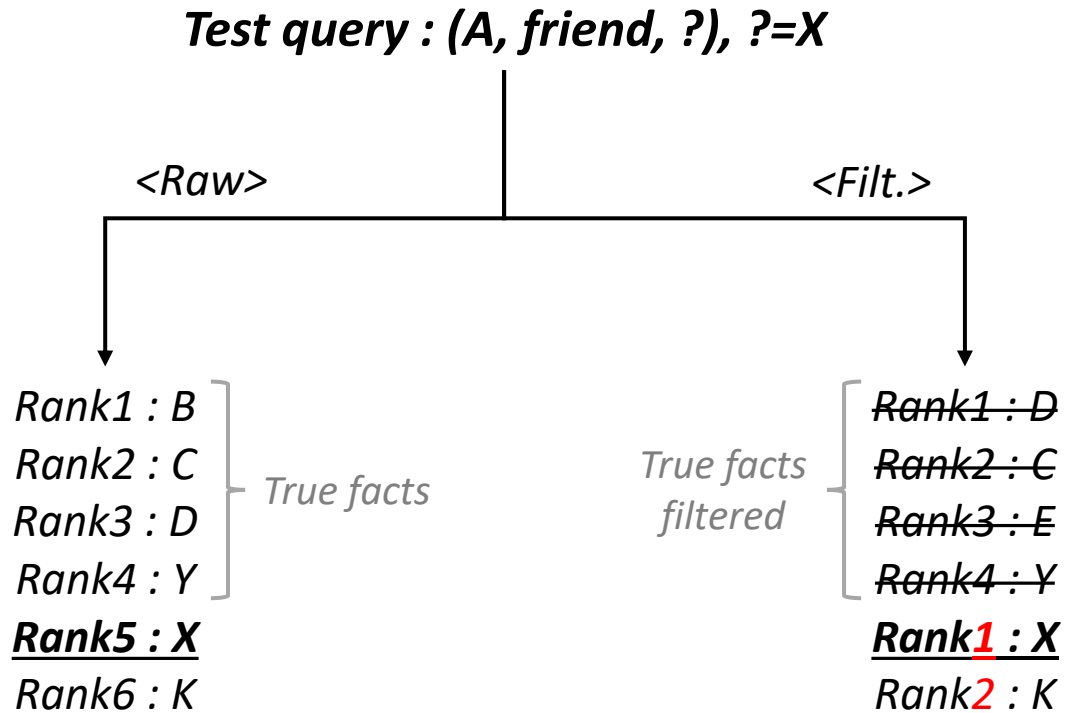 Test query : (A, friend, ?), ?=X
<Raw>
<Filt.>
Rank1 : B
Rank2 : C
Rank3 : D
Rank4 : Y
Rank5 : X
Rank6 : K
True facts
True facts
filtered
Rank1 : D
Rank2 : C
Rank3 : E
Rank4 : Y
Rank1 : X
Rank2 : K